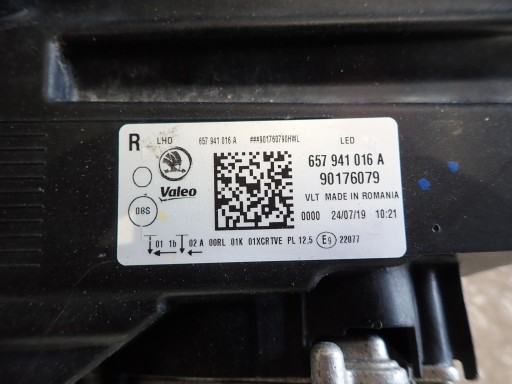 R LHD 657 941 016 A ###901760790HWL LED
657 941 016 A
90176079
Valeo
VLT MADE IN ROMANIA
08S
0000 24/07/19 10:21
01 1b 02 A 00RL 01K 01XCRTVE PL 12,5 E9 22077